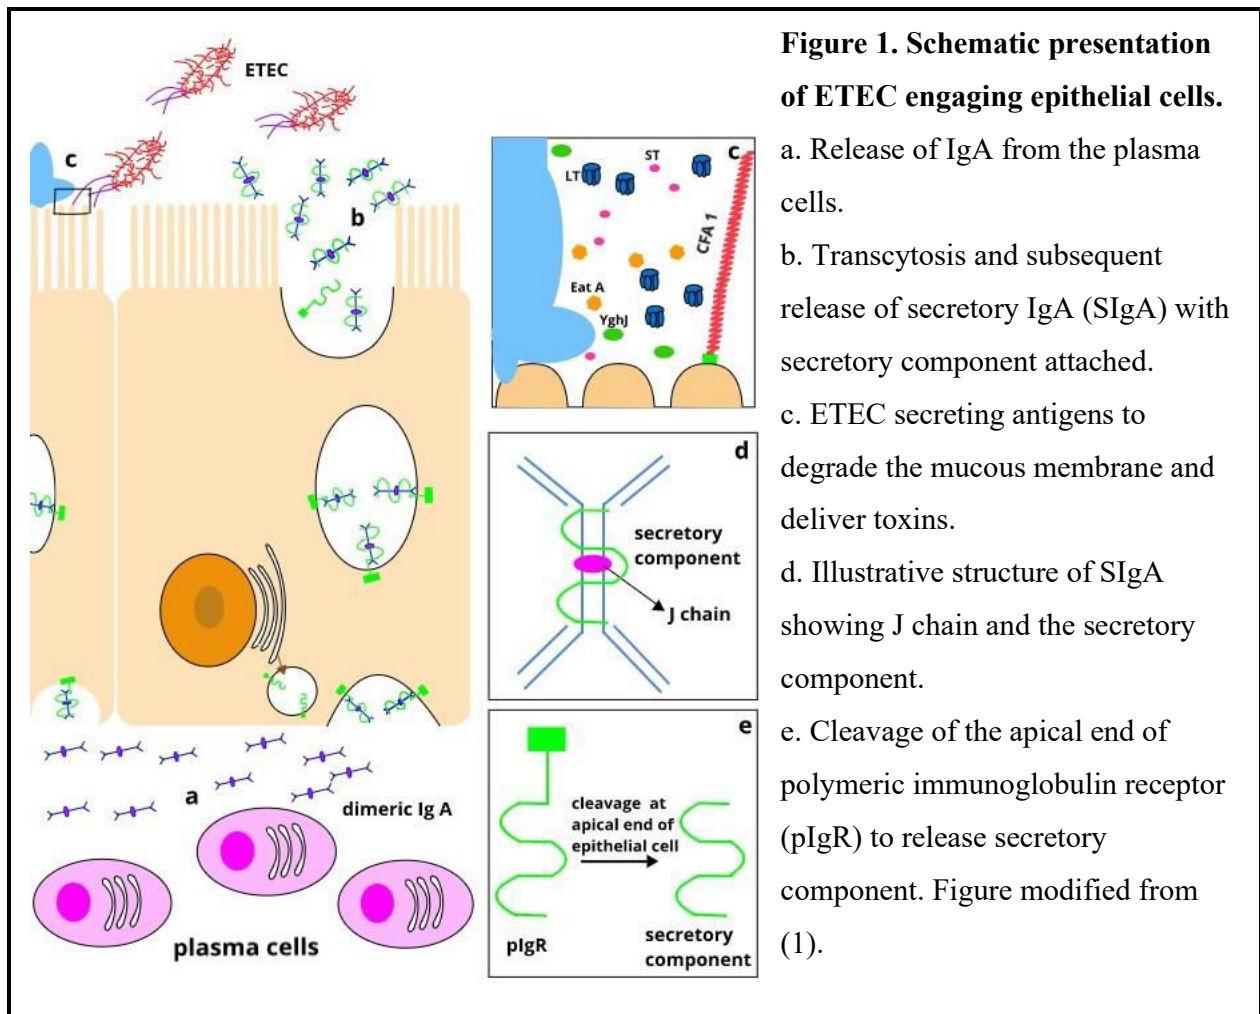 ETEC
c
b
a
dimeric Ig A
plasma cells
c
ST
LT
CFA 1
Eat A
YghJ
d
secretory
component
J chain
e
cleavage at
apical end of
epithelial cell
pIgR
secretory
component
Figure 1. Schematic presentation
of ETEC engaging epithelial cells.
a. Release of IgA from the plasma
cells.
b. Transcytosis and subsequent
release of secretory IgA (SIgA) with
secretory component attached.
c. ETEC secreting antigens to
degrade the mucous membrane and
deliver toxins.
d. Illustrative structure of SIgA
showing J chain and the secretory
component.
e. Cleavage of the apical end of
polymeric immunoglobulin receptor
(pIgR) to release secretory
component. Figure modified from
(1).